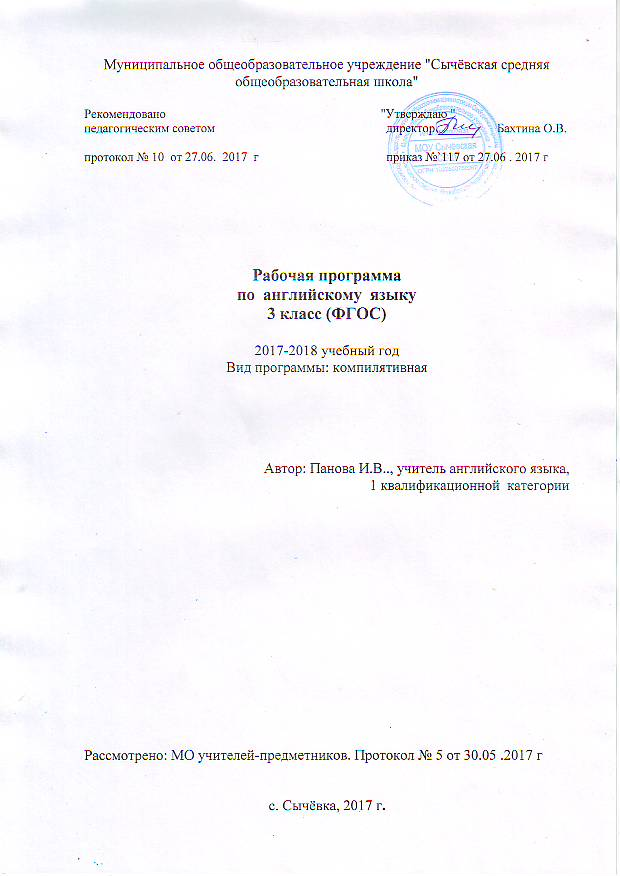 Муниципальное общеобразовательное учреждение "Сычёвская средняя
общеобразовательная школа"
Рекомендовано "Утверждаю "
педагогическим советом директор Бахтина О.В.
МОУ Сычевская
протокол № 10 от 27.06. 2017 г приказ №`117 от 27.06 . 2017 г
Рабочая программа
по английскому языку
3 класс (ФГОС)
2017-2018 учебный год
Вид программы: компилятивная
Автор: Панова И.В.., учитель английского языка,
1 квалификационной категории
Рассмотрено: МО учителей-предметников. Протокол № 5 от 30.05 .2017 г
с. Сычёвка, 2017 г.